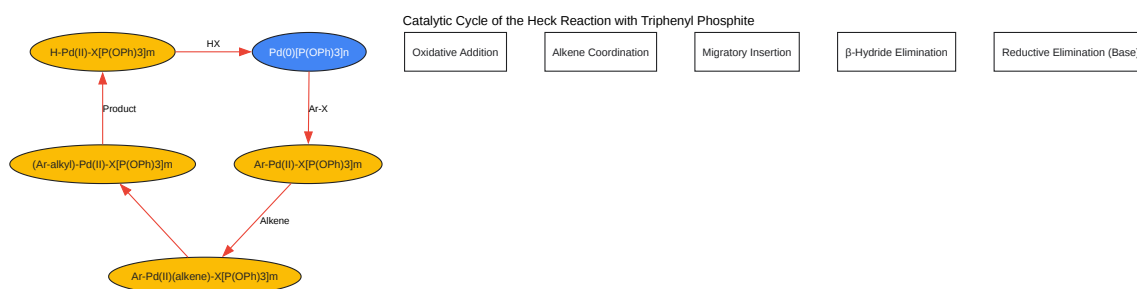 Catalytic Cycle of the Heck Reaction with Triphenyl Phosphite
H-Pd(II)-X[P(OPh)3]m
HX
Pd(0)[P(OPh)3]n
Oxidative Addition
Alkene Coordination
Migratory Insertion
β-Hydride Elimination
Reductive Elimination (Base)
Product
Ar-X
(Ar-alkyl)-Pd(II)-X[P(OPh)3]m
Ar-Pd(II)-X[P(OPh)3]m
Alkene
Ar-Pd(II)(alkene)-X[P(OPh)3]m